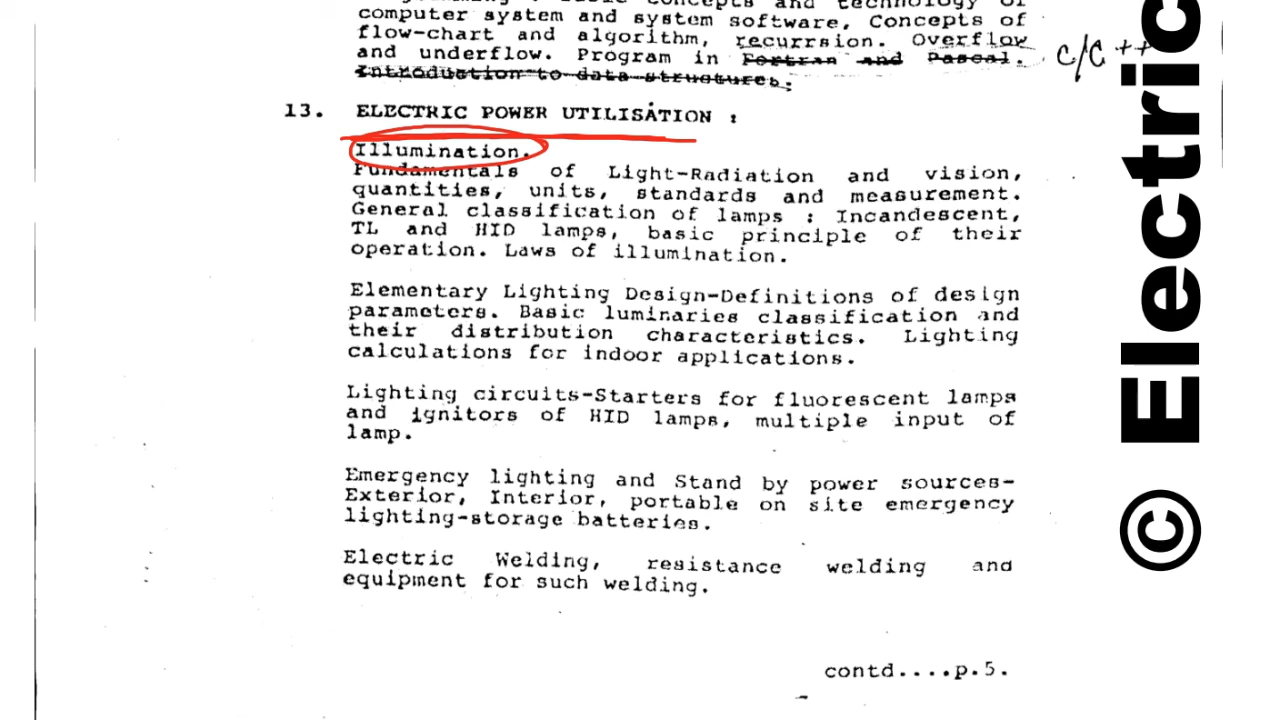 computer system and system software, Concepts of
flow-chart and algorithm, recurrsion. Overflow
and underflow. Program in Fortran and Pascal. C/C++
Introduction to data structures.
13. ELECTRIC POWER UTILISATION :
Illumination.
Fundamentals of Light-Radiation and vision,
quantities, units, standards and measurement.
General classification of lamps : Incandescent,
TL and HID lamps, basic principle of their
operation. Laws of illumination.
Elementary Lighting Design-Definitions of design
parameters. Basic luminaries classification and
their distribution characteristics. Lighting
calculations for indoor applications.
Lighting circuits-Starters for fluorescent lamps
and ignitors of HID lamps, multiple input of
lamp.
Emergency lighting and Stand by power sources-
Exterior, Interior, portable on site emergency
lighting-storage batteries.
Electric Welding, resistance welding and
equipment for such welding.
contd....p.5.
© Electric